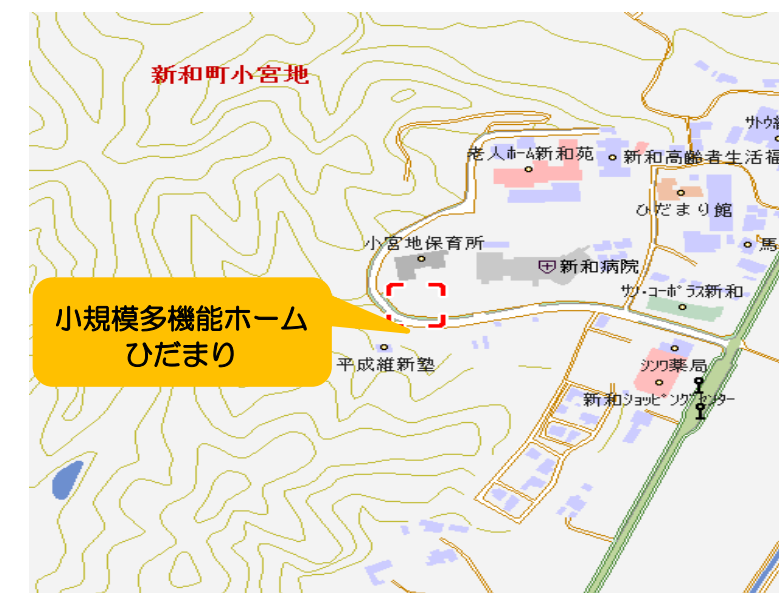 新和町小宮地
サトウ
老人ホーム新和苑
新和高齢者生活福
ひだまり館
小宮地保育所
馬
新和病院
サン・コーポラス新和
小規模多機能ホーム
ひだまり
平成維新塾
シンワ薬局
新和ショッピングセンター